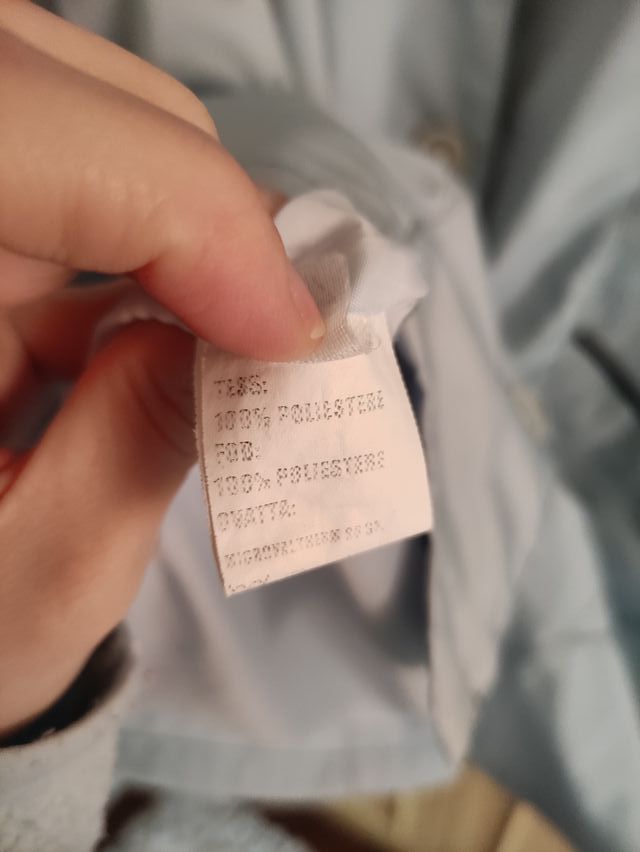 TESS:
100% POLIESTERE
FOD:
100% POLIESTERE
OVATTA: